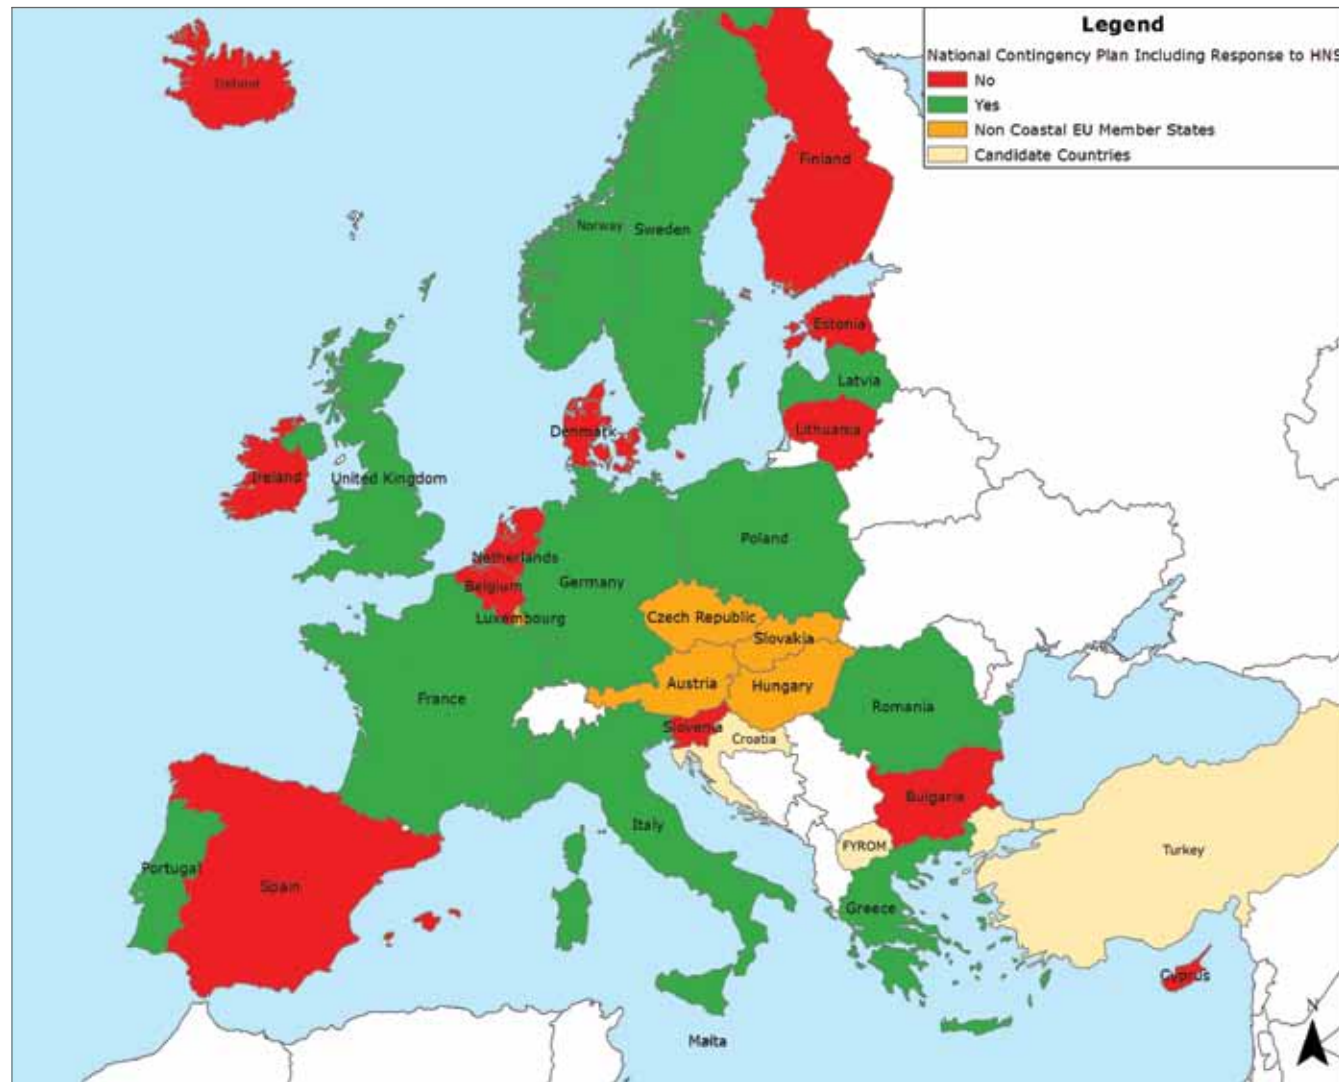 Legend
National Contingency Plan Including Response to HNS
No
Yes
Non Coastal EU Member States
Candidate Countries
Iceland
Finland
Norway
Sweden
Estonia
Latvia
Lithuania
Denmark
Ireland
United Kingdom
Netherlands
Belgium
Luxembourg
Germany
Poland
Czech Republic
Slovakia
Austria
Hungary
France
Slovenia
Croatia
Romania
Bulgaria
Italy
FYROM
Turkey
Portugal
Spain
Greece
Cyprus
Malta
N